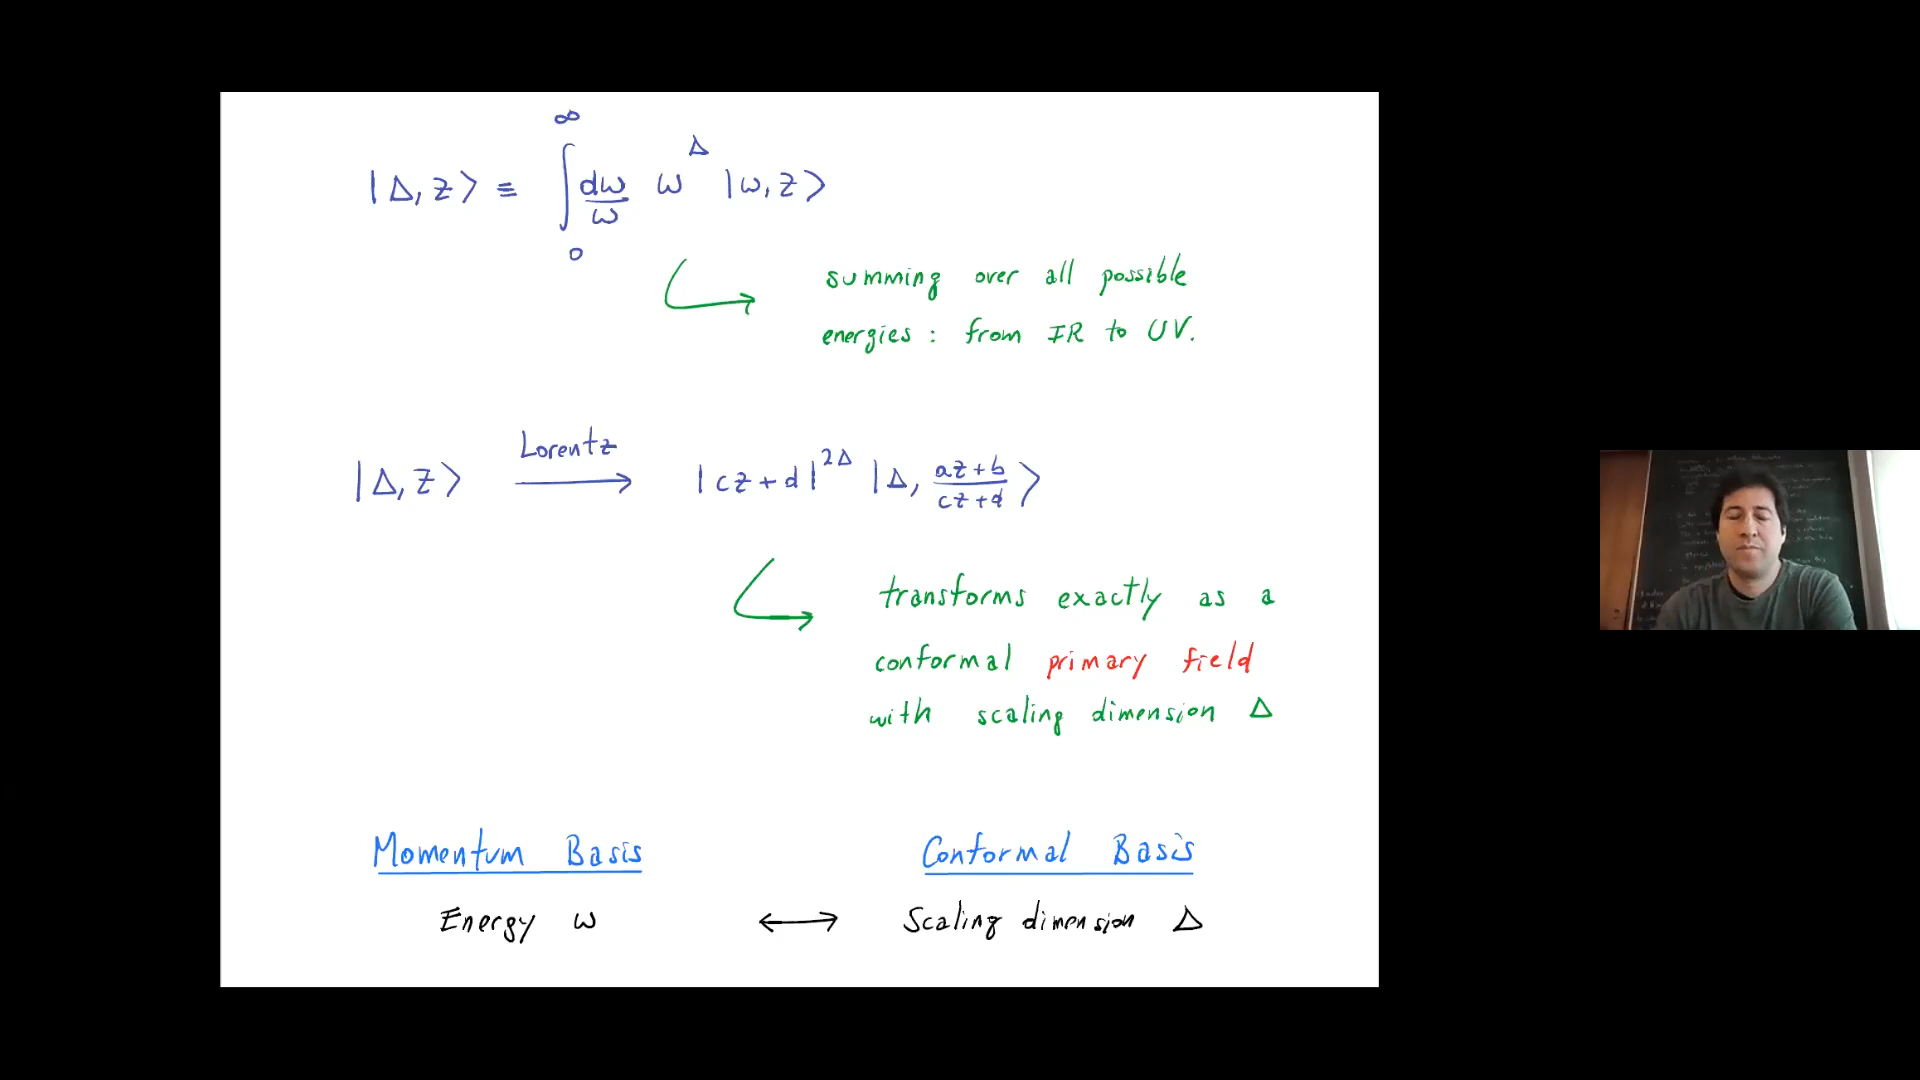 |Δ, z⟩ ≡ ∫₀^∞ dω/ω ω^Δ |ω, z⟩
summing over all possible
energies : from IR to UV.
Lorentz
|Δ, z⟩ ⟶ |cz+d|^{2Δ} |Δ, (az+b)/(cz+d)⟩
transforms exactly as a
conformal primary field
with scaling dimension Δ
Momentum Basis Conformal Basis
Energy ω ⟷ Scaling dimension Δ